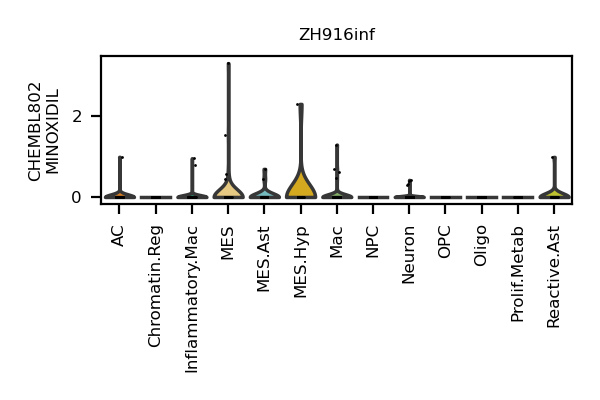 ZH916inf
CHEMBL802
MINOXIDIL
2
0
AC
Chromatin.Reg
Inflammatory.Mac
MES
MES.Ast
MES.Hyp
Mac
NPC
Neuron
OPC
Oligo
Prolif.Metab
Reactive.Ast